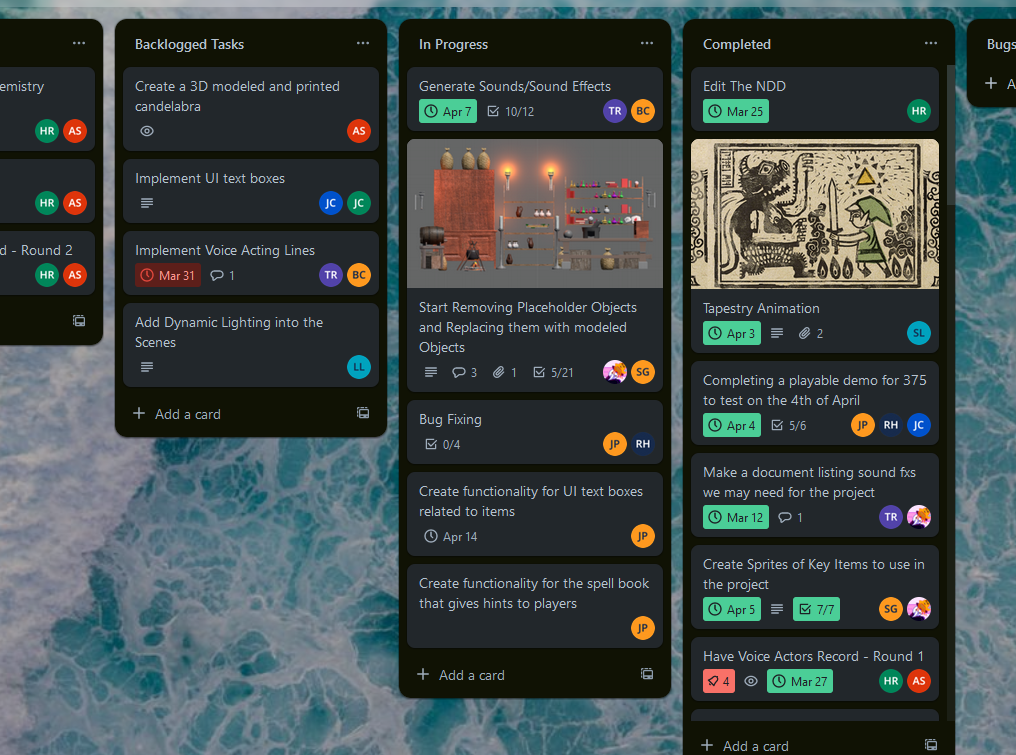 emistry
HR AS
HR AS
d - Round 2
HR AS
Backlogged Tasks
Create a 3D modeled and printed
candelabra
AS
Implement UI text boxes
JC JC
Implement Voice Acting Lines
Mar 31 1 TR BC
Add Dynamic Lighting into the
Scenes
LL
+ Add a card
In Progress
Generate Sounds/Sound Effects
Apr 7 10/12 TR BC
Start Removing Placeholder Objects
and Replacing them with modeled
Objects
3 1 5/21 SG
Bug Fixing
0/4 JP RH
Create functionality for UI text boxes
related to items
Apr 14 JP
Create functionality for the spell book
that gives hints to players
JP
+ Add a card
Completed
Edit The NDD
Mar 25 HR
Tapestry Animation
Apr 3 2 SL
Completing a playable demo for 375
to test on the 4th of April
Apr 4 5/6 JP RH JC
Make a document listing sound fxs
we may need for the project
Mar 12 1 TR
Create Sprites of Key Items to use in
the project
Apr 5 7/7 SG
Have Voice Actors Record - Round 1
4 Mar 27 HR AS
+ Add a card
Bugs
+ A